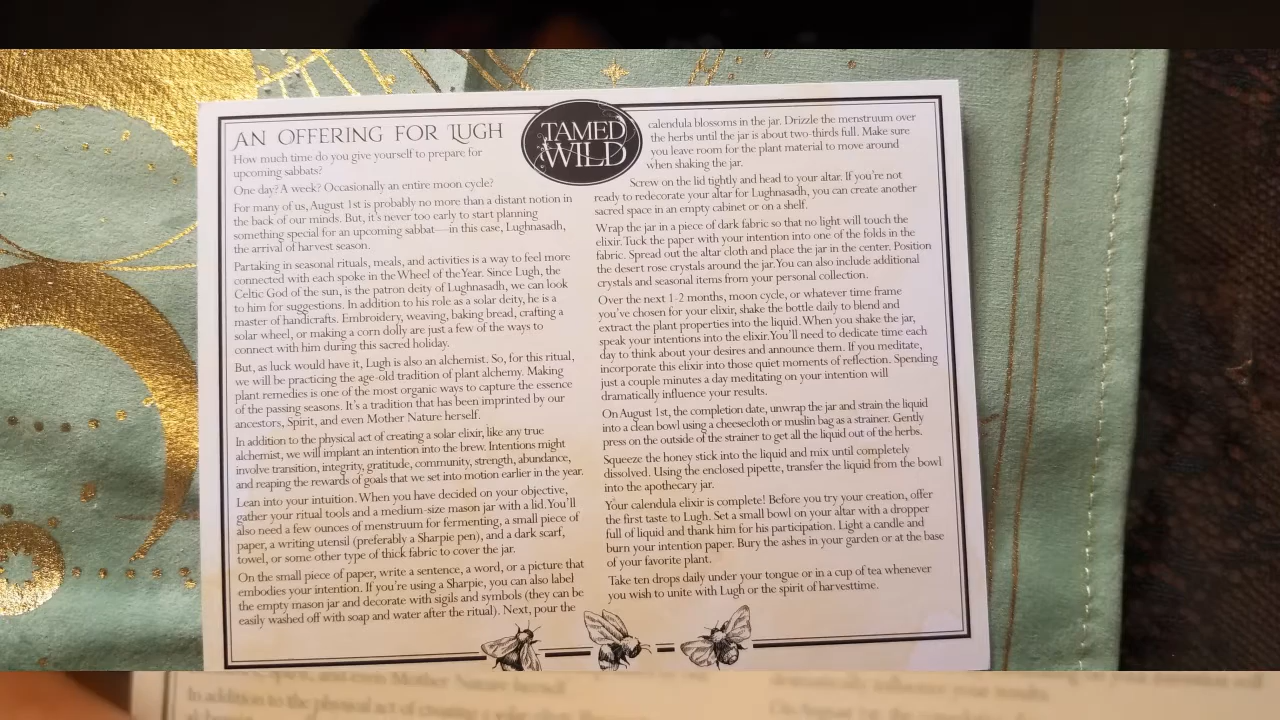 AN OFFERING FOR LUGH
How much time do you give yourself to prepare for
upcoming sabbats?
One day? A week? Occasionally an entire moon cycle?
For many of us, August 1st is probably no more than a distant notion in
the back of our minds. But, it's never too early to start planning
something special for an upcoming sabbat—in this case, Lughnasadh,
the arrival of harvest season.
Partaking in seasonal rituals, meals, and activities is a way to feel more
connected with each spoke in the Wheel of the Year. Since Lugh, the
Celtic God of the sun, is the patron deity of Lughnasadh, we can look
to him for suggestions. In addition to his role as a solar deity, he is a
master of handicrafts. Embroidery, weaving, baking bread, crafting a
solar wheel, or making a corn dolly are just a few of the ways to
connect with him during this sacred holiday.
But, as luck would have it, Lugh is also an alchemist. So, for this ritual,
we will be practicing the age-old tradition of plant alchemy. Making
plant remedies is one of the most organic ways to capture the essence
of the passing seasons. It's a tradition that has been imprinted by our
ancestors, Spirit, and even Mother Nature herself.
In addition to the physical act of creating a solar elixir, like any true
alchemist, we will implant an intention into the brew. Intentions might
involve transition, integrity, gratitude, community, strength, abundance,
and reaping the rewards of goals that we set into motion earlier in the year.
Lean into your intuition. When you have decided on your objective,
gather your ritual tools and a medium-size mason jar with a lid. You'll
also need a few ounces of menstruum for fermenting, a small piece of
paper, a writing utensil (preferably a Sharpie pen), and a dark scarf,
towel, or some other type of thick fabric to cover the jar.
On the small piece of paper, write a sentence, a word, or a picture that
embodies your intention. If you're using a Sharpie, you can also label
the empty mason jar and decorate with sigils and symbols (they can be
easily washed off with soap and water after the ritual). Next, pour the
TAMED
WILD
calendula blossoms in the jar. Drizzle the menstruum over
the herbs until the jar is about two-thirds full. Make sure
you leave room for the plant material to move around
when shaking the jar.
Screw on the lid tightly and head to your altar. If you're not
ready to redecorate your altar for Lughnasadh, you can create another
sacred space in an empty cabinet or on a shelf.
Wrap the jar in a piece of dark fabric so that no light will touch the
elixir. Tuck the paper with your intention into one of the folds in the
fabric. Spread out the altar cloth and place the jar in the center. Position
the desert rose crystals around the jar. You can also include additional
crystals and seasonal items from your personal collection.
Over the next 1-2 months, moon cycle, or whatever time frame
you've chosen for your elixir, shake the bottle daily to blend and
extract the plant properties into the liquid. When you shake the jar,
speak your intentions into the elixir. You'll need to dedicate time each
day to think about your desires and announce them. If you meditate,
incorporate this elixir into those quiet moments of reflection. Spending
just a couple minutes a day meditating on your intention will
dramatically influence your results.
On August 1st, the completion date, unwrap the jar and strain the liquid
into a clean bowl using a cheesecloth or muslin bag as a strainer. Gently
press on the outside of the strainer to get all the liquid out of the herbs.
Squeeze the honey stick into the liquid and mix until completely
dissolved. Using the enclosed pipette, transfer the liquid from the bowl
into the apothecary jar.
Your calendula elixir is complete! Before you try your creation, offer
the first taste to Lugh. Set a small bowl on your altar with a dropper
full of liquid and thank him for his participation. Light a candle and
burn your intention paper. Bury the ashes in your garden or at the base
of your favorite plant.
Take ten drops daily under your tongue or in a cup of tea whenever
you wish to unite with Lugh or the spirit of harvesttime.